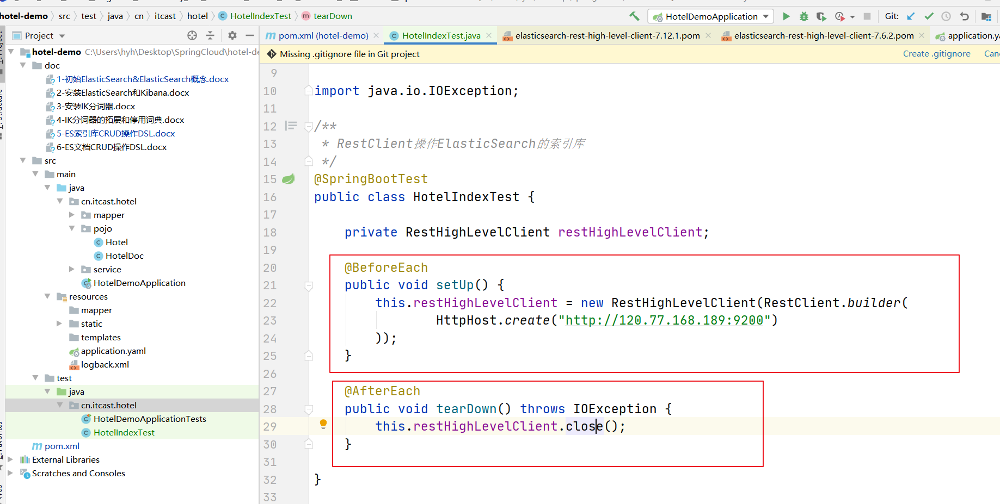 hotel-demo src test java cn itcast hotel HotelIndexTest tearDown
HotelDemoApplication
Git:
Project
pom.xml (hotel-demo)
HotelIndexTest.java
elasticsearch-rest-high-level-client-7.12.1.pom
elasticsearch-rest-high-level-client-7.6.2.pom
application.ya
Missing .gitignore file in Git project
Create .gitignore
Canc
hotel-demo C:\Users\hyh\Desktop\SpringCloud\hotel-de
doc
1-初始ElasticSearch&ElasticSearch概念.docx
2-安装ElasticSearch和Kibana.docx
3-安装IK分词器.docx
4-IK分词器的拓展和停用词典.docx
5-ES索引库CRUD操作DSL.docx
6-ES文档CRUD操作DSL.docx
src
main
java
cn.itcast.hotel
mapper
pojo
Hotel
HotelDoc
service
HotelDemoApplication
resources
mapper
static
templates
application.yaml
logback.xml
test
java
cn.itcast.hotel
HotelDemoApplicationTests
HotelIndexTest
pom.xml
External Libraries
Scratches and Consoles
9
10 import java.io.IOException;
11
12 /**
13 * RestClient操作ElasticSearch的索引库
14 */
15 @SpringBootTest
16 public class HotelIndexTest {
17
18 private RestHighLevelClient restHighLevelClient;
19
20 @BeforeEach
21 public void setUp() {
22 this.restHighLevelClient = new RestHighLevelClient(RestClient.builder(
23 HttpHost.create("http://120.77.168.189:9200")
24 ));
25 }
26
27 @AfterEach
28 public void tearDown() throws IOException {
29 this.restHighLevelClient.close();
30 }
31
32 }
33